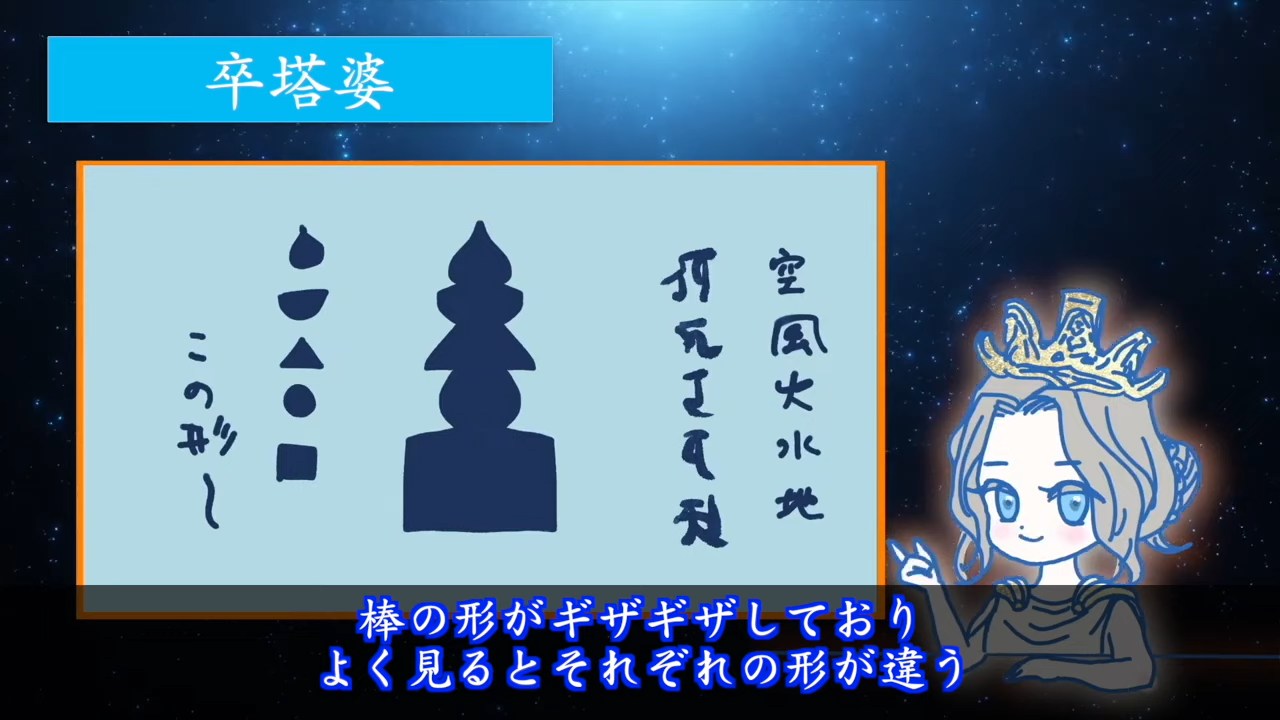 卒塔婆
空風火水地
この形〜
棒の形がギザギザしており
よく見るとそれぞれの形が違う